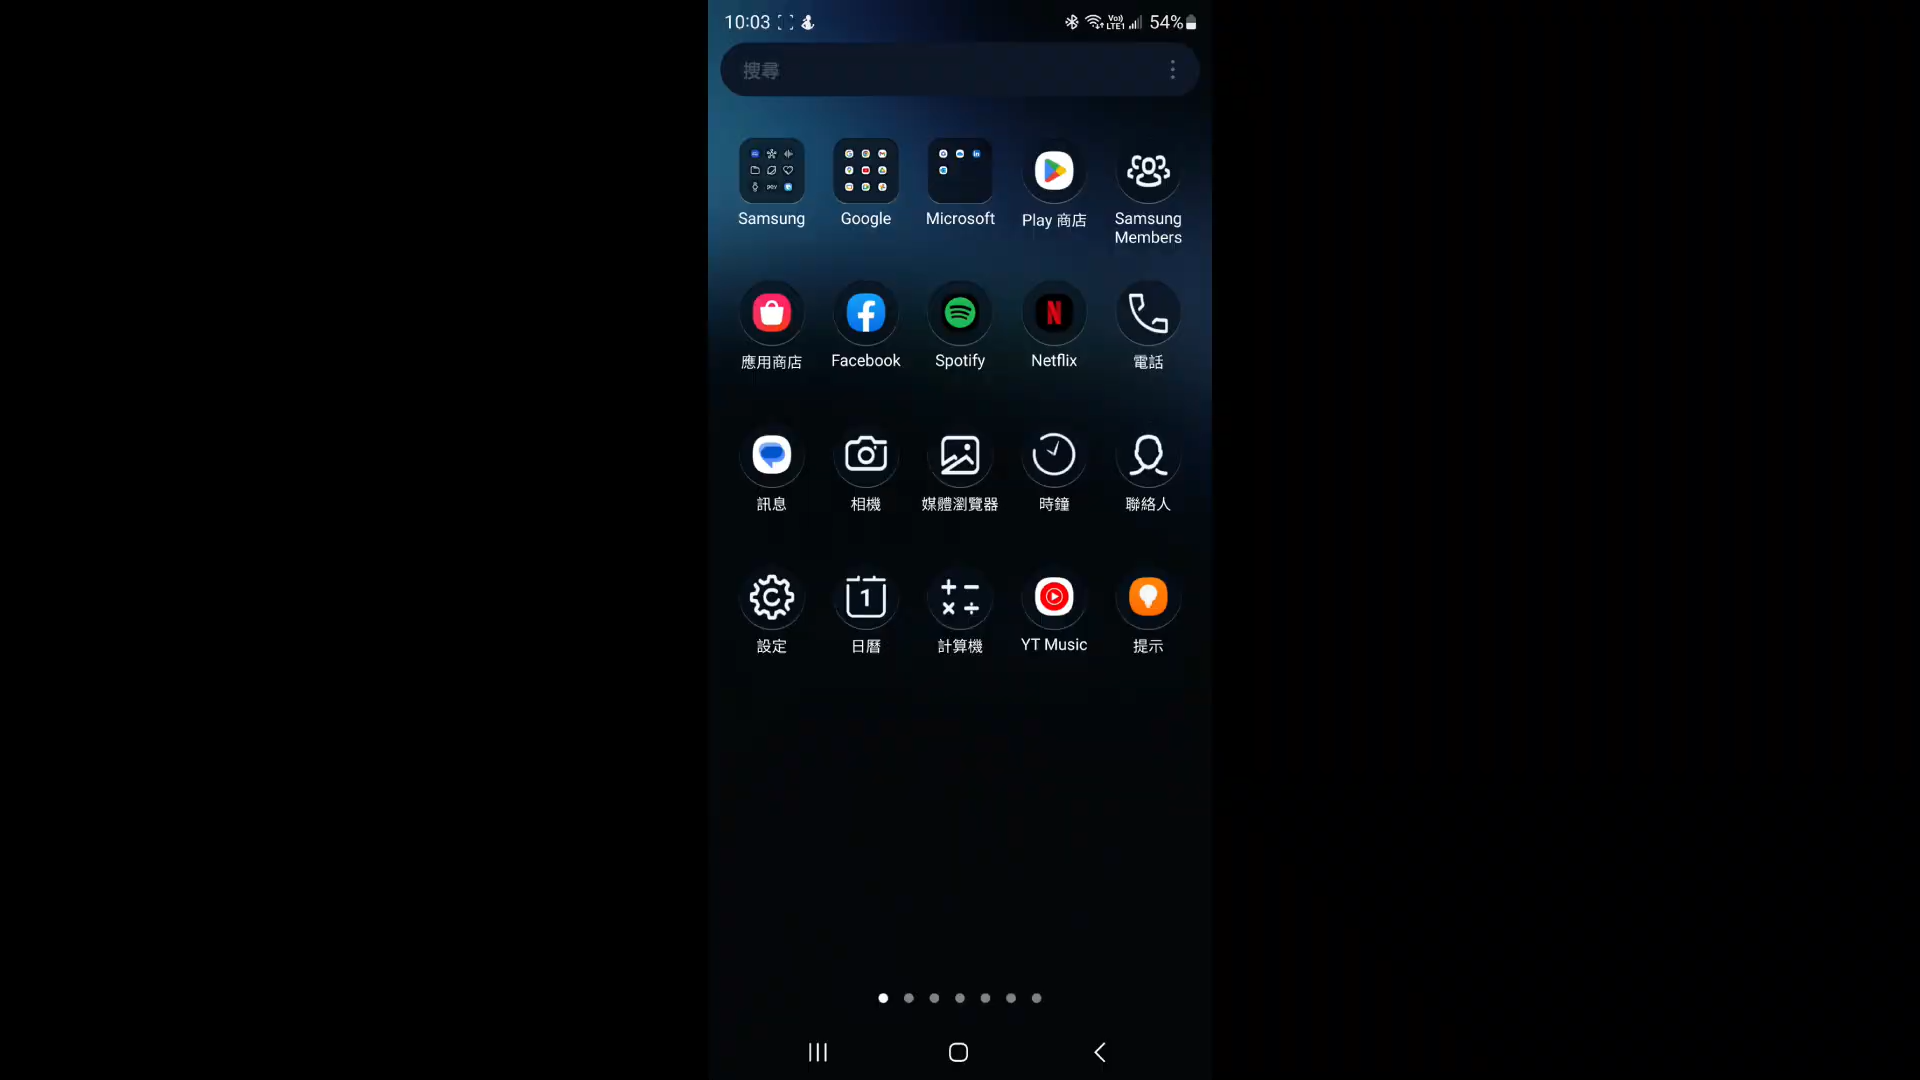 10:03 VoLTE1 54%
搜尋
Samsung Google Microsoft Play 商店 Samsung Members
應用商店 Facebook Spotify Netflix 電話
訊息 相機 媒體瀏覽器 時鐘 聯絡人
1
設定 日曆 計算機 YT Music 提示